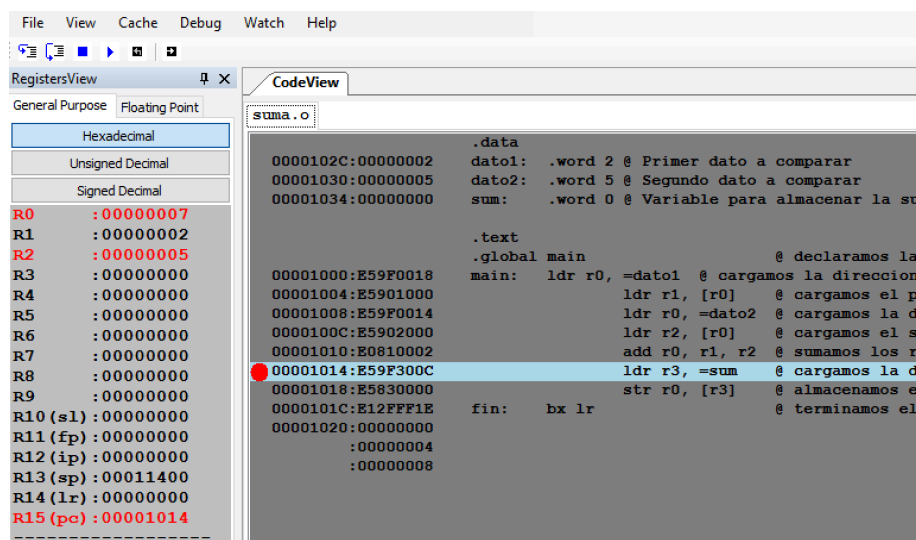 File View Cache Debug Watch Help
RegistersView
General Purpose Floating Point
Hexadecimal
Unsigned Decimal
Signed Decimal
R0 :00000007
R1 :00000002
R2 :00000005
R3 :00000000
R4 :00000000
R5 :00000000
R6 :00000000
R7 :00000000
R8 :00000000
R9 :00000000
R10(sl):00000000
R11(fp):00000000
R12(ip):00000000
R13(sp):00011400
R14(lr):00000000
R15(pc):00001014
------------------
CodeView
suma.o
.data
0000102C:00000002 dato1: .word 2 @ Primer dato a comparar
00001030:00000005 dato2: .word 5 @ Segundo dato a comparar
00001034:00000000 sum: .word 0 @ Variable para almacenar la su
.text
.global main @ declaramos la
00001000:E59F0018 main: ldr r0, =dato1 @ cargamos la direccion
00001004:E5901000 ldr r1, [r0] @ cargamos el p
00001008:E59F0014 ldr r0, =dato2 @ cargamos la d
0000100C:E5902000 ldr r2, [r0] @ cargamos el s
00001010:E0810002 add r0, r1, r2 @ sumamos los r
00001014:E59F300C ldr r3, =sum @ cargamos la d
00001018:E5830000 str r0, [r3] @ almacenamos e
0000101C:E12FFF1E fin: bx lr @ terminamos el
00001020:00000000
:00000004
:00000008